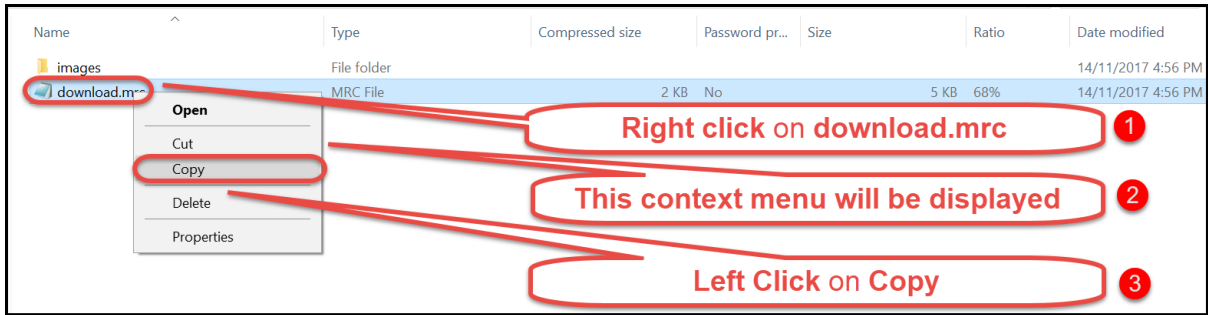 Name Type Compressed size Password pr... Size Ratio Date modified
images File folder 14/11/2017 4:56 PM
download.mrc MRC File 2 KB No 5 KB 68% 14/11/2017 4:56 PM
Open
Right click on download.mrc 1
Cut
Copy
This context menu will be displayed 2
Delete
Properties
Left Click on Copy 3